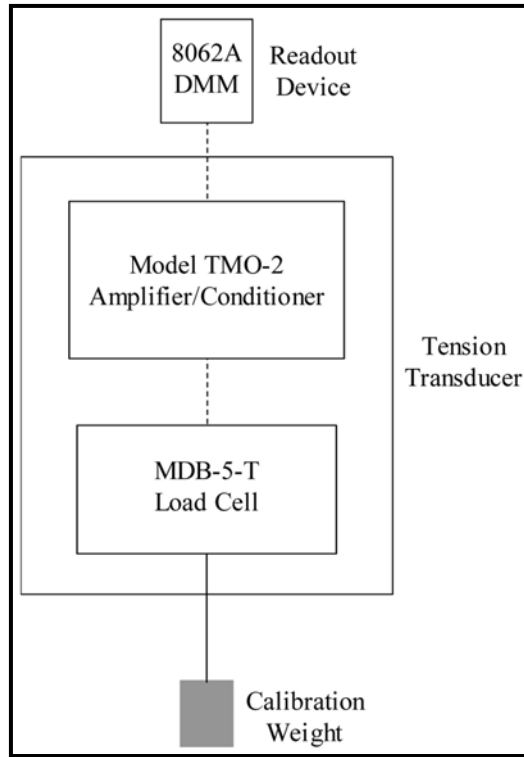 8062A
DMM
Readout
Device
Model TMO-2
Amplifier/Conditioner
Tension
Transducer
MDB-5-T
Load Cell
Calibration
Weight